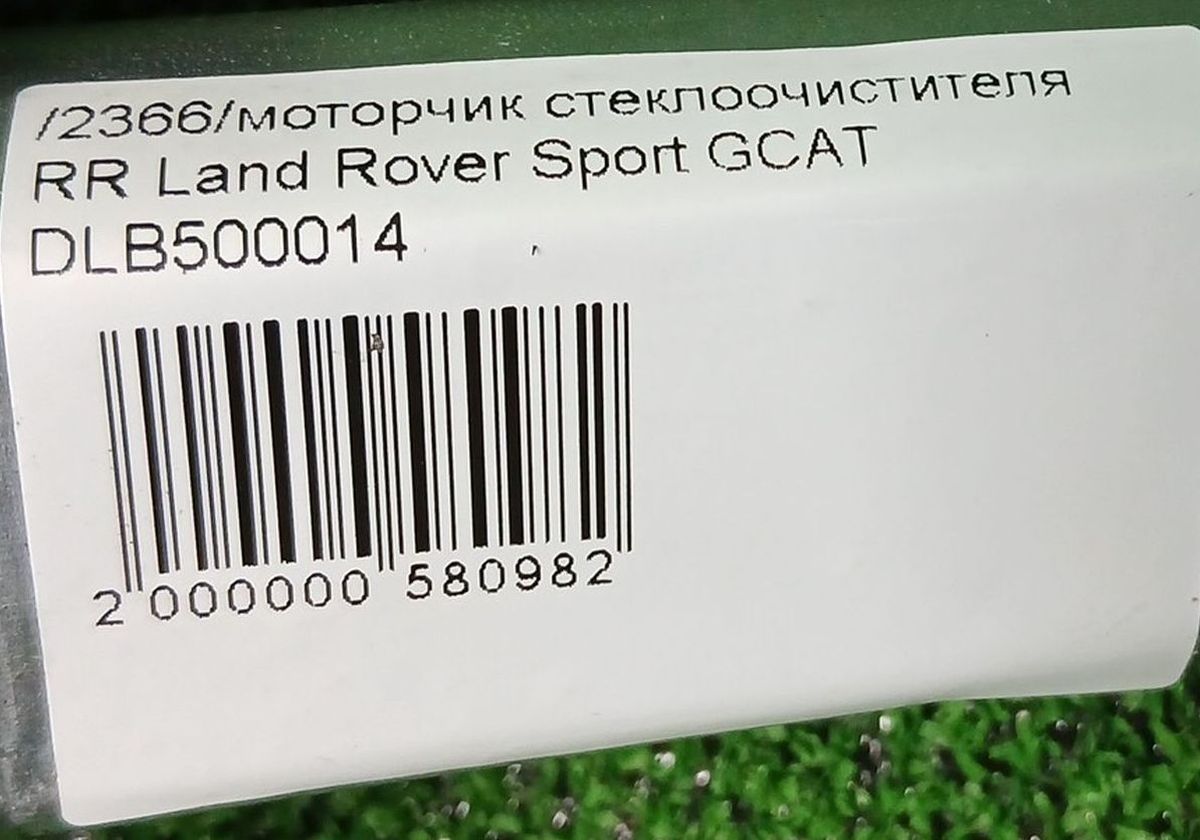 /2366/моторчик стеклоочистителя
RR Land Rover Sport GCAT
DLB500014
2 000000 580982